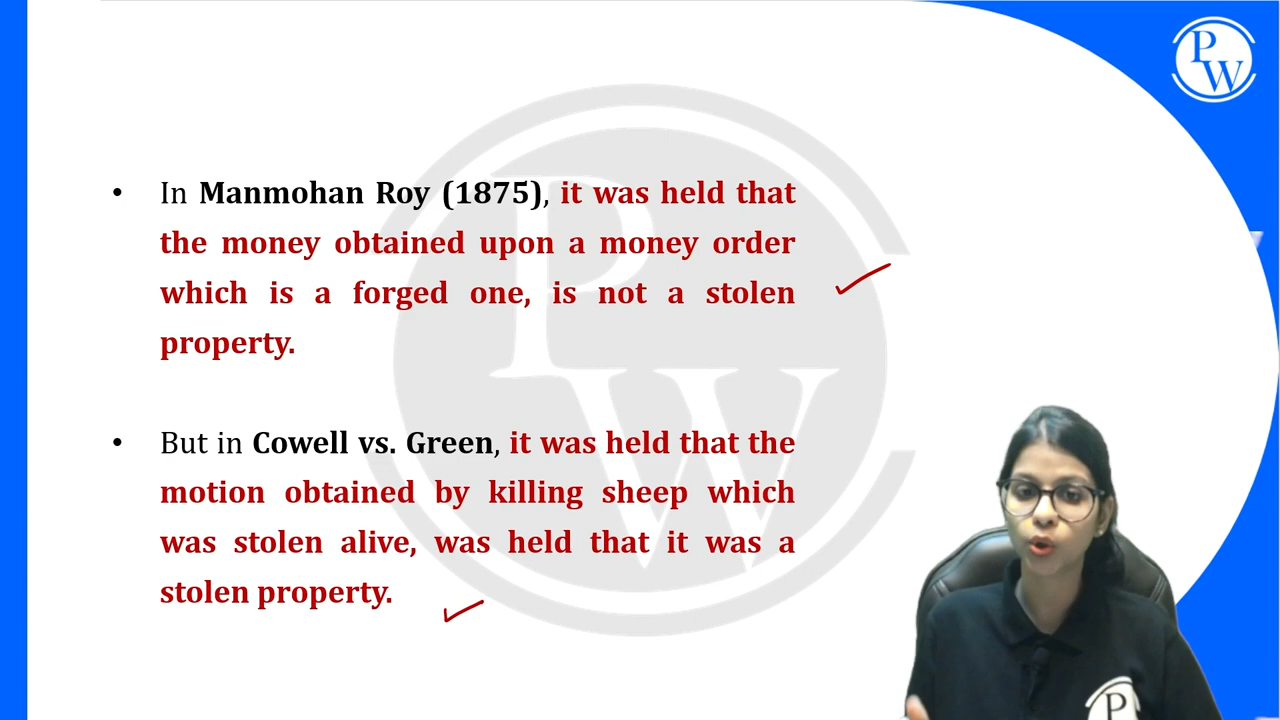 PW
• In Manmohan Roy (1875), it was held that
the money obtained upon a money order
which is a forged one, is not a stolen
property.
• But in Cowell vs. Green, it was held that the
motion obtained by killing sheep which
was stolen alive, was held that it was a
stolen property.
PW
P